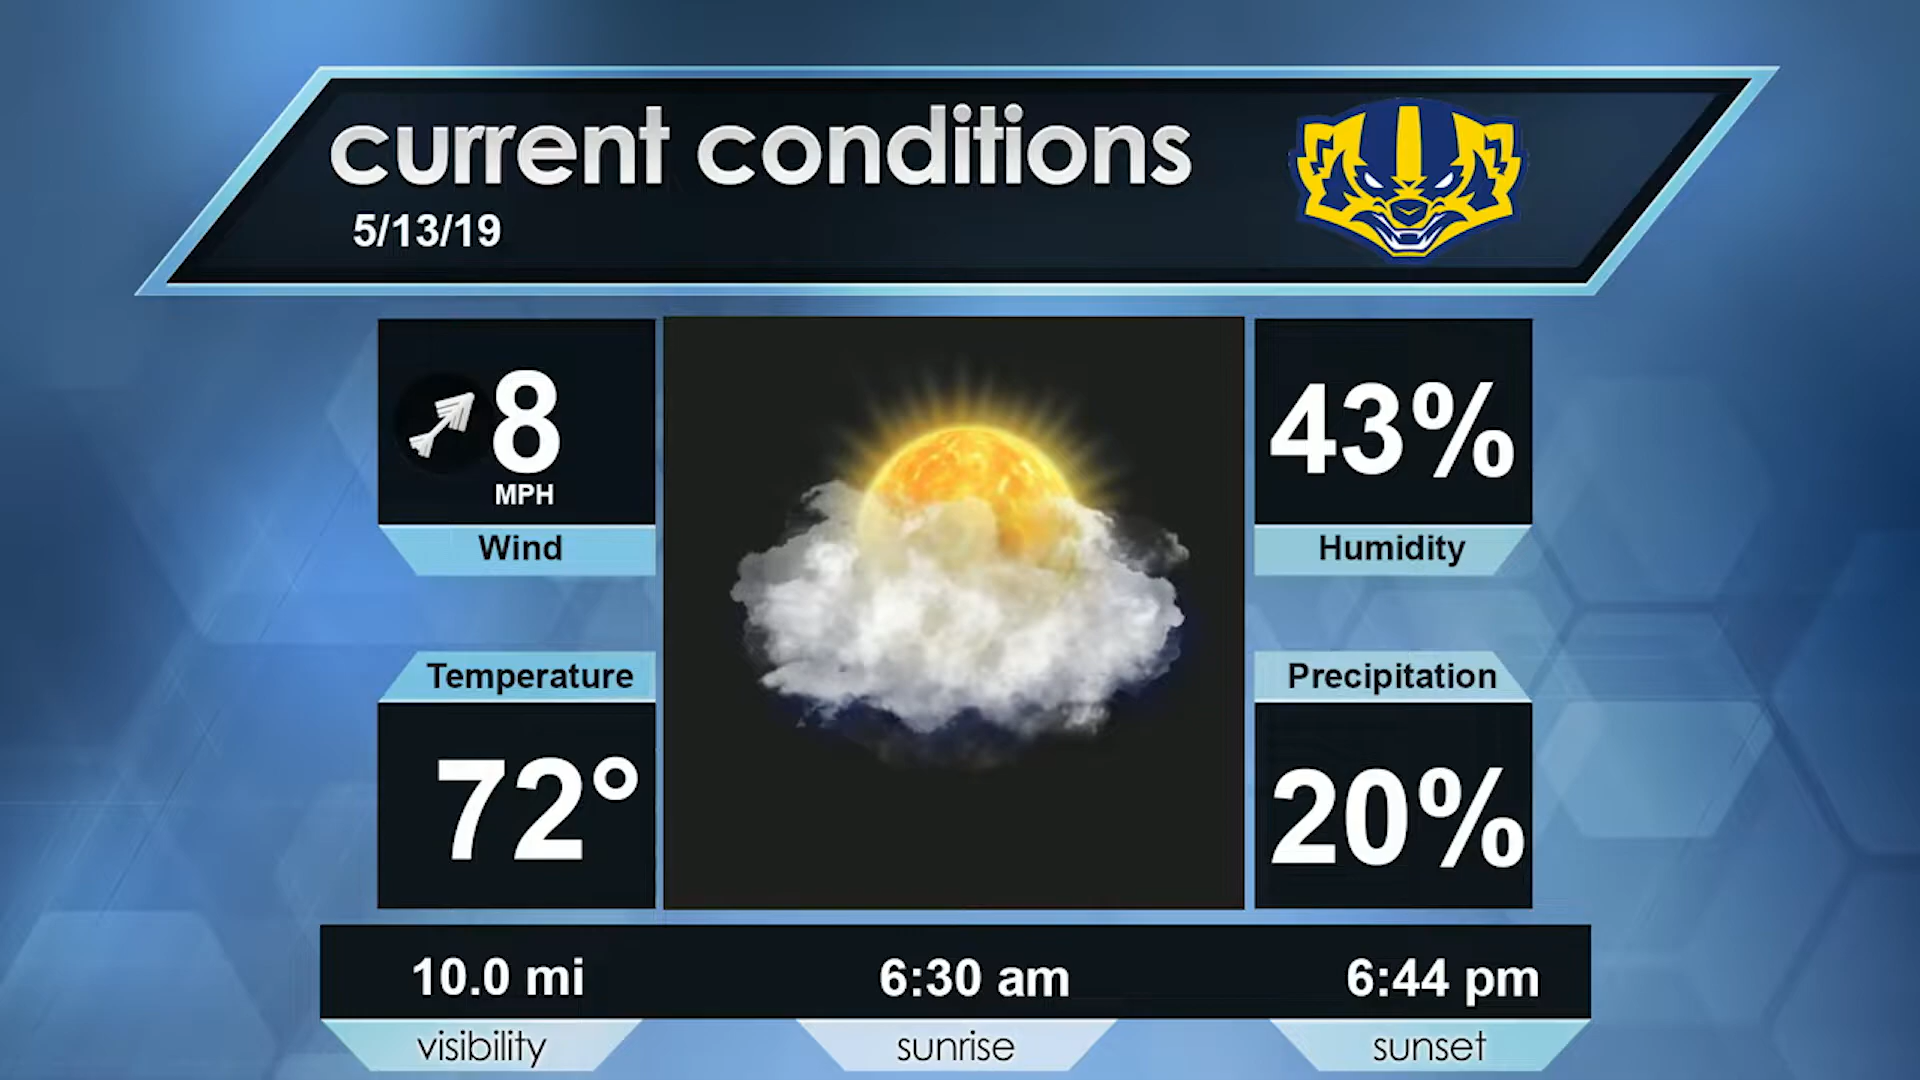 current conditions
5/13/19
8
MPH
Wind
43%
Humidity
Temperature
72°
Precipitation
20%
10.0 mi
6:30 am
6:44 pm
visibility
sunrise
sunset